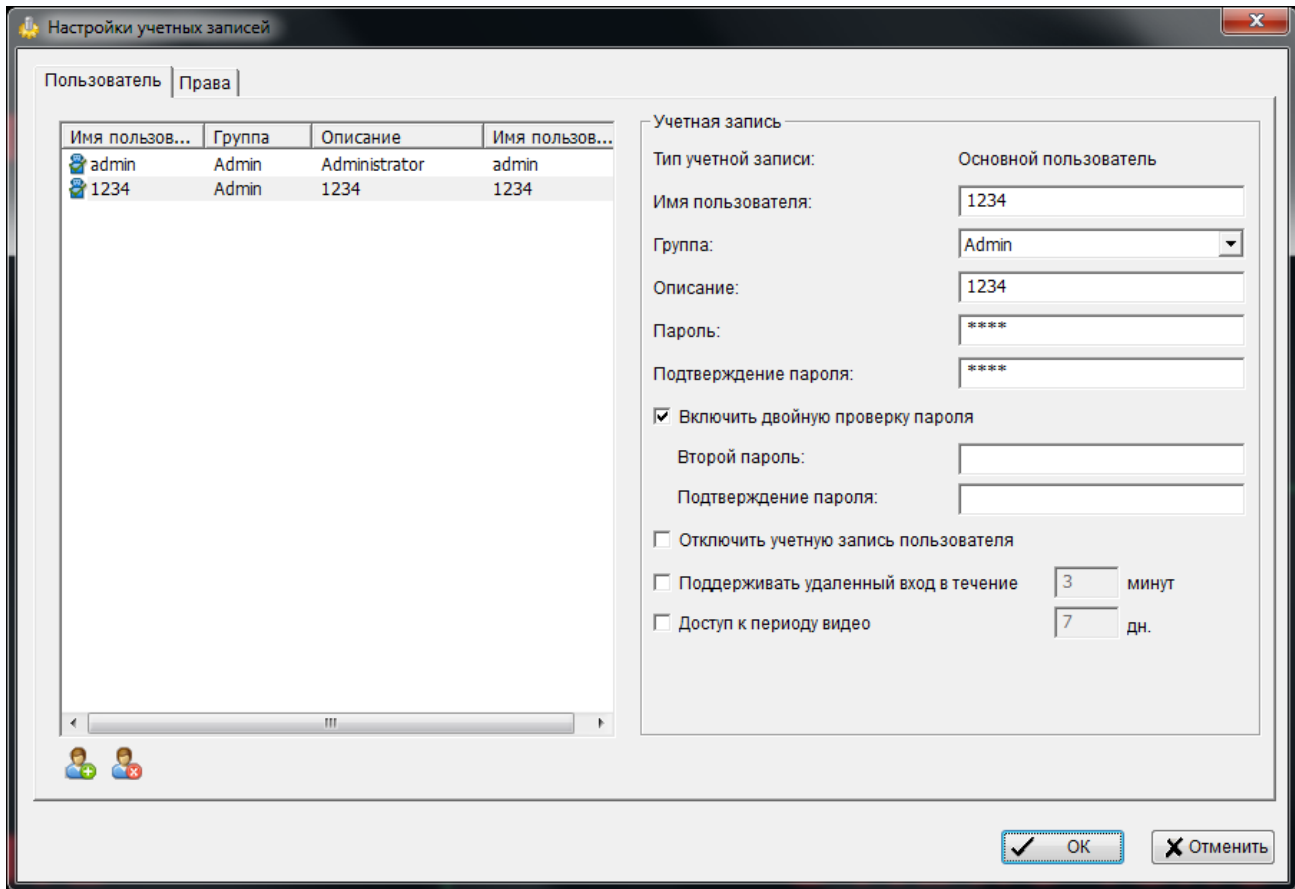 Настройки учетных записей
Пользователь Права
Имя пользов... Группа Описание Имя пользов...
admin Admin Administrator admin
1234 Admin 1234 1234
Учетная запись
Тип учетной записи: Основной пользователь
Имя пользователя: 1234
Группа: Admin
Описание: 1234
Пароль: ****
Подтверждение пароля: ****
Включить двойную проверку пароля
Второй пароль:
Подтверждение пароля:
Отключить учетную запись пользователя
Поддерживать удаленный вход в течение 3 минут
Доступ к периоду видео 7 дн.
ОК Отменить